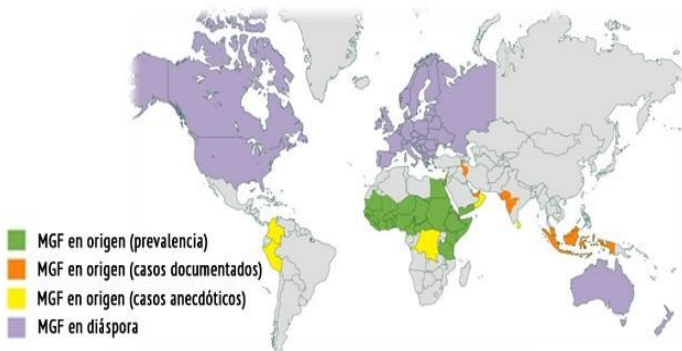 MGF en origen (prevalencia)
MGF en origen (casos documentados)
MGF en origen (casos anecdóticos)
MGF en diáspora